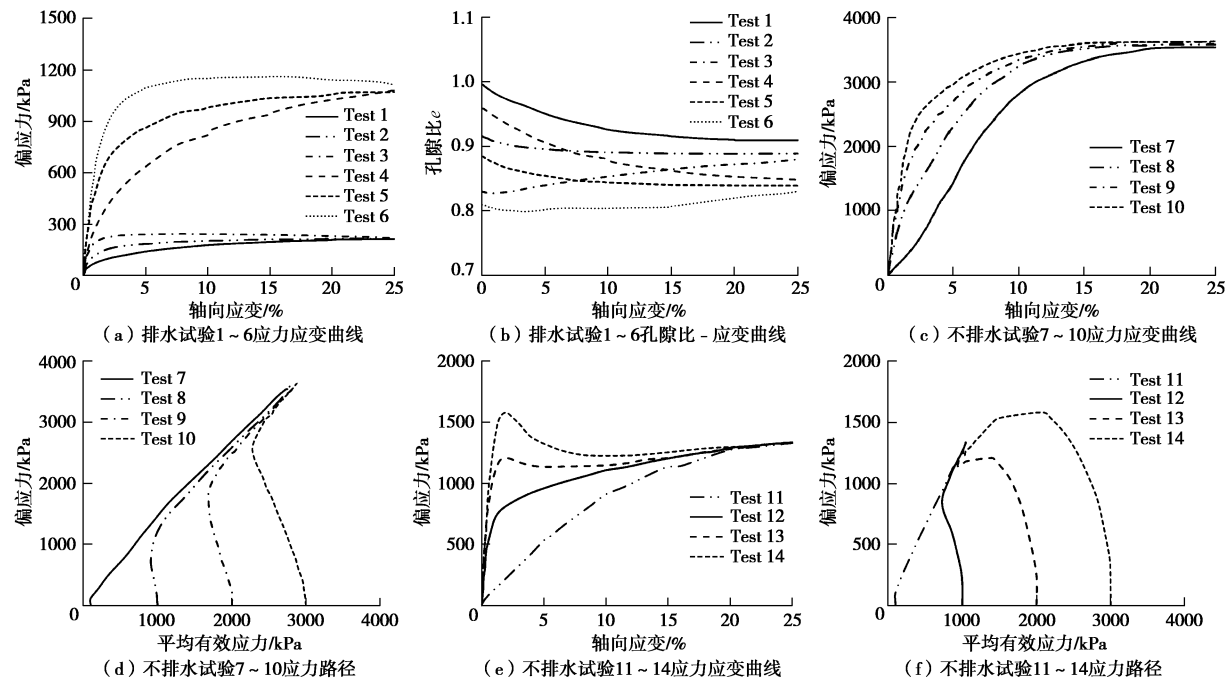 1500
1200
900
600
300
0
5
10
15
20
25
偏应力/kPa
轴向应变/%
Test 1
Test 2
Test 3
Test 4
Test 5
Test 6
(a) 排水试验1~6应力应变曲线
1.1
1.0
0.9
0.8
0.7
0
5
10
15
20
25
孔隙比e
轴向应变/%
Test 1
Test 2
Test 3
Test 4
Test 5
Test 6
(b) 排水试验1~6孔隙比-应变曲线
4000
3000
2000
1000
0
5
10
15
20
25
偏应力/kPa
轴向应变/%
Test 7
Test 8
Test 9
Test 10
(c) 不排水试验7~10应力应变曲线
4000
3000
2000
1000
0
1000
2000
3000
4000
偏应力/kPa
平均有效应力/kPa
Test 7
Test 8
Test 9
Test 10
(d) 不排水试验7~10应力路径
2000
1500
1000
500
0
5
10
15
20
25
偏应力/kPa
轴向应变/%
Test 11
Test 12
Test 13
Test 14
(e) 不排水试验11~14应力应变曲线
2000
1500
1000
500
0
1000
2000
3000
4000
偏应力/kPa
平均有效应力/kPa
Test 11
Test 12
Test 13
Test 14
(f) 不排水试验11~14应力路径